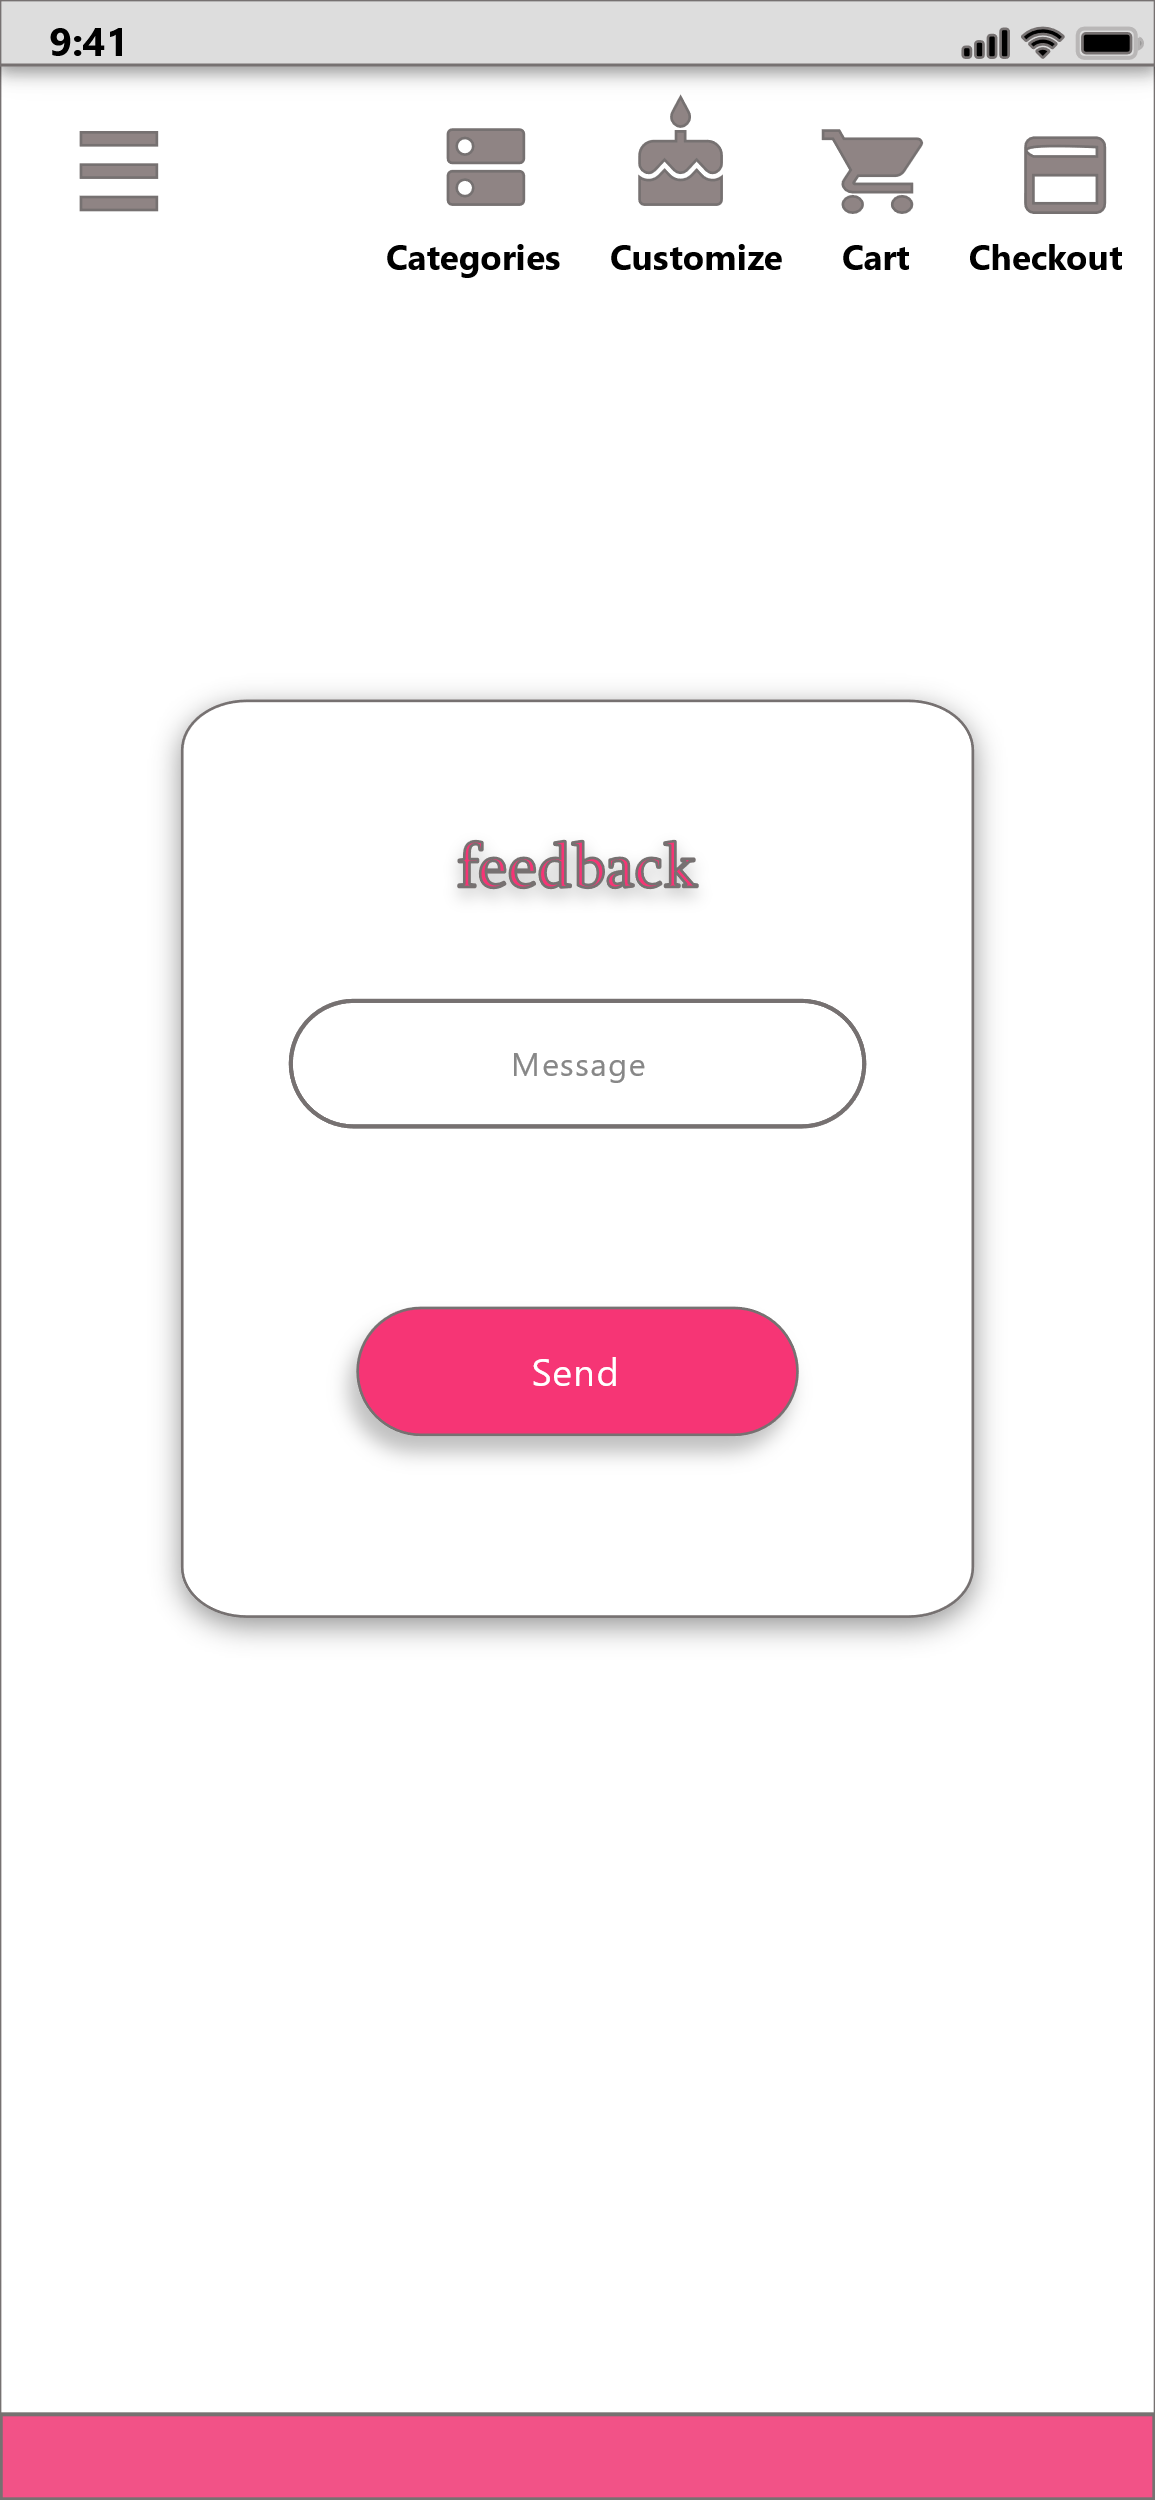 9:41
Categories Customize Cart Checkout
feedback
Message
Send